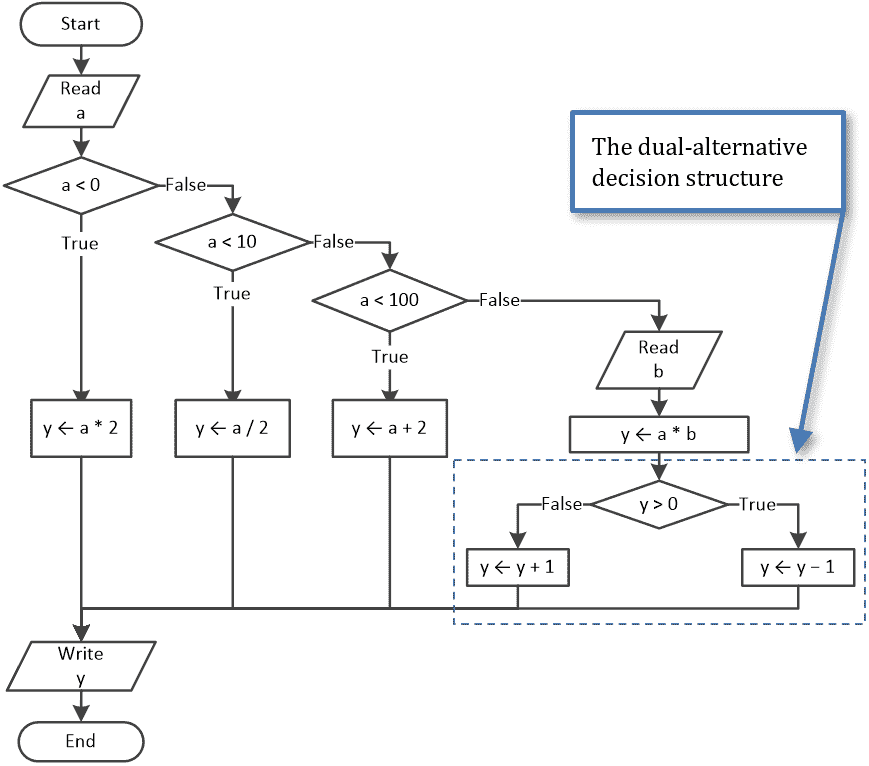 Start
Read
a
The dual-alternative
decision structure
a < 0
False
True
a < 10
False
True
a < 100
False
True
Read
b
y ← a * 2
y ← a / 2
y ← a + 2
y ← a * b
False
y > 0
True
y ← y + 1
y ← y − 1
Write
y
End